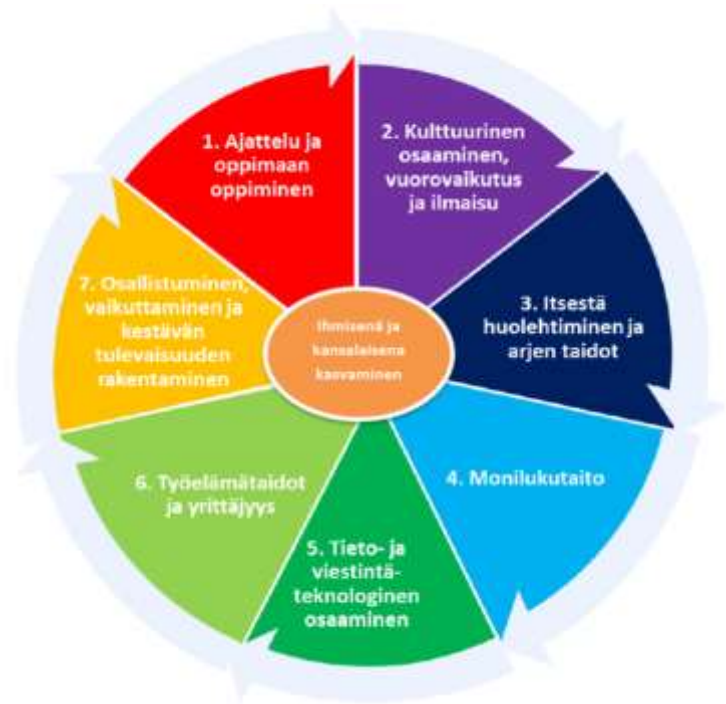 1. Ajattelu ja
oppimaan
oppiminen
2. Kulttuurinen
osaaminen,
vuorovaikutus
ja ilmaisu
3. Itsestä
huolehtiminen ja
arjen taidot
4. Monilukutaito
5. Tieto- ja
viestintä-
teknologinen
osaaminen
6. Työelämätaidot
ja yrittäjyys
7. Osallistuminen,
vaikuttaminen ja
kestävän
tulevaisuuden
rakentaminen
Ihmisenä ja
kansalaisena
kasvaminen